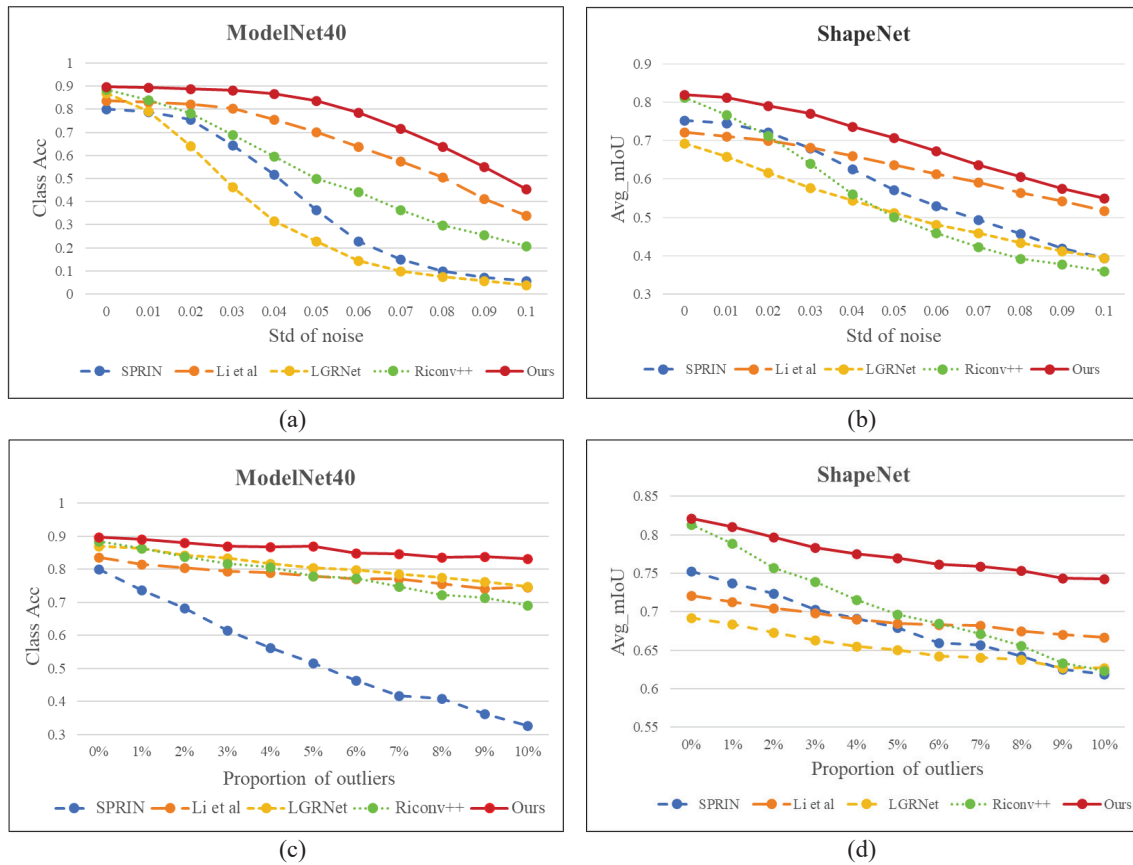 ModelNet40
1
0.9
0.8
0.7
0.6
0.5
0.4
0.3
0.2
0.1
0
Class Acc
0 0.01 0.02 0.03 0.04 0.05 0.06 0.07 0.08 0.09 0.1
Std of noise
SPRIN Li et al LGRNet Riconv++ Ours
(a)
ShapeNet
0.9
0.8
0.7
0.6
0.5
0.4
0.3
Avg_mIoU
0 0.01 0.02 0.03 0.04 0.05 0.06 0.07 0.08 0.09 0.1
Std of noise
SPRIN Li et al LGRNet Riconv++ Ours
(b)
ModelNet40
1
0.9
0.8
0.7
0.6
0.5
0.4
0.3
Class Acc
0% 1% 2% 3% 4% 5% 6% 7% 8% 9% 10%
Proportion of outliers
SPRIN Li et al LGRNet Riconv++ Ours
(c)
ShapeNet
0.85
0.8
0.75
0.7
0.65
0.6
0.55
Avg_mIoU
0% 1% 2% 3% 4% 5% 6% 7% 8% 9% 10%
Proportion of outliers
SPRIN Li et al LGRNet Riconv++ Ours
(d)